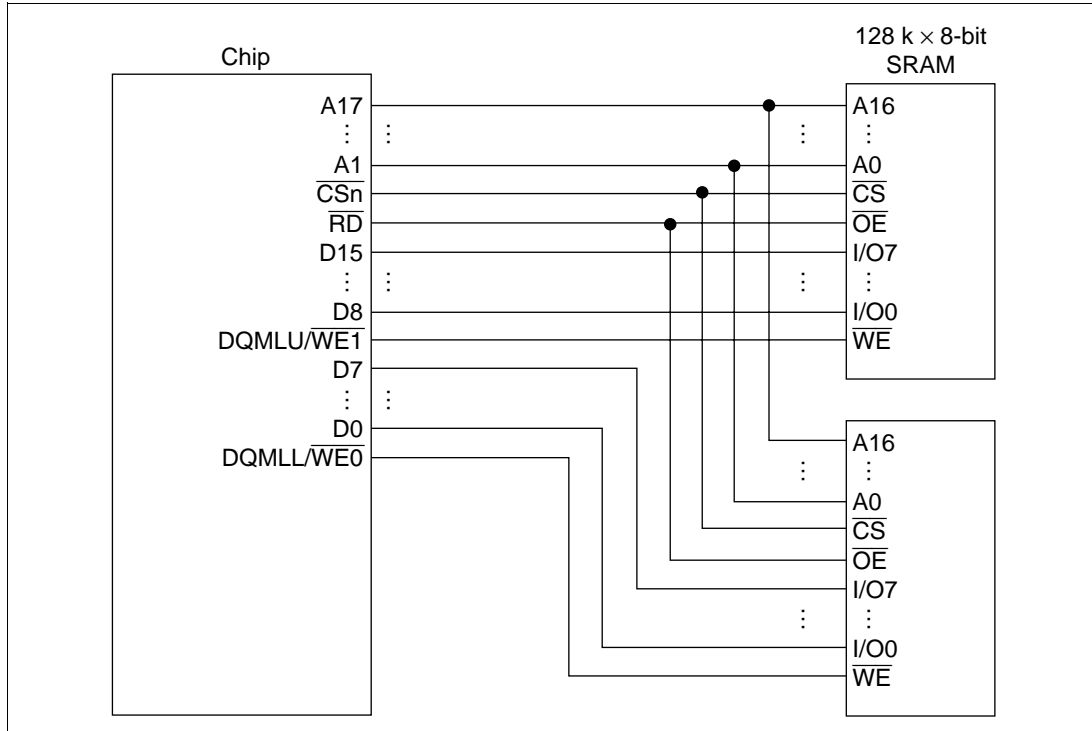 Chip
A17
A1
CSn
RD
D15
D8
DQMLU/WE1
D7
D0
DQMLL/WE0
128 k × 8-bit
SRAM
A16
A0
CS
OE
I/O7
I/O0
WE
A16
A0
CS
OE
I/O7
I/O0
WE